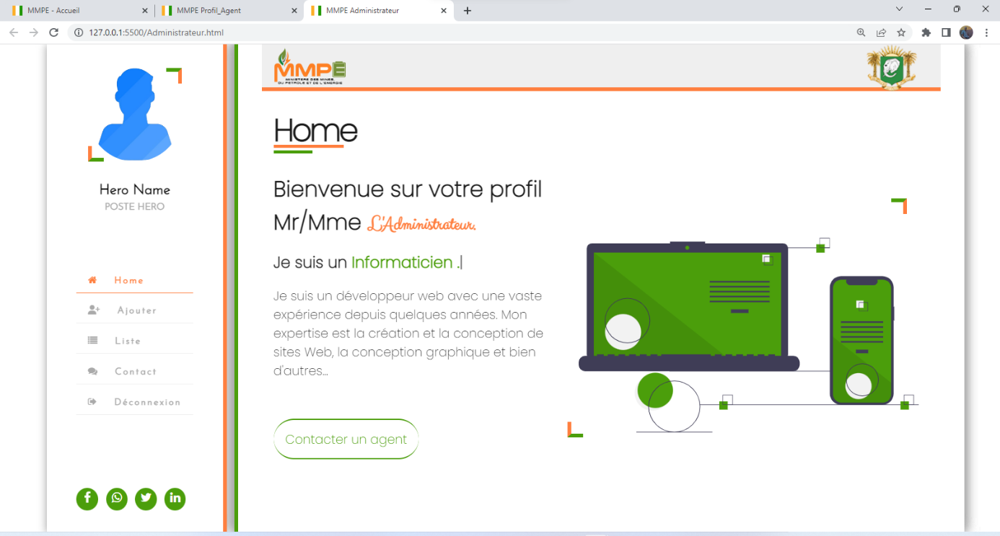 MMPE - Accueil
MMPE Profil_Agent
MMPE Administrateur
127.0.0.1:5500/Administrateur.html
Hero Name
POSTE HERO
Home
Ajouter
Liste
Contact
Déconnexion
MMPE
MINISTERE DES MINES
DU PETROLE ET DE L'ENERGIE
Home
Bienvenue sur votre profil
Mr/Mme L'Administrateur.
Je suis un Informaticien .|
Je suis un développeur web avec une vaste
expérience depuis quelques années. Mon
expertise est la création et la conception de
sites Web, la conception graphique et bien
d'autres...
Contacter un agent